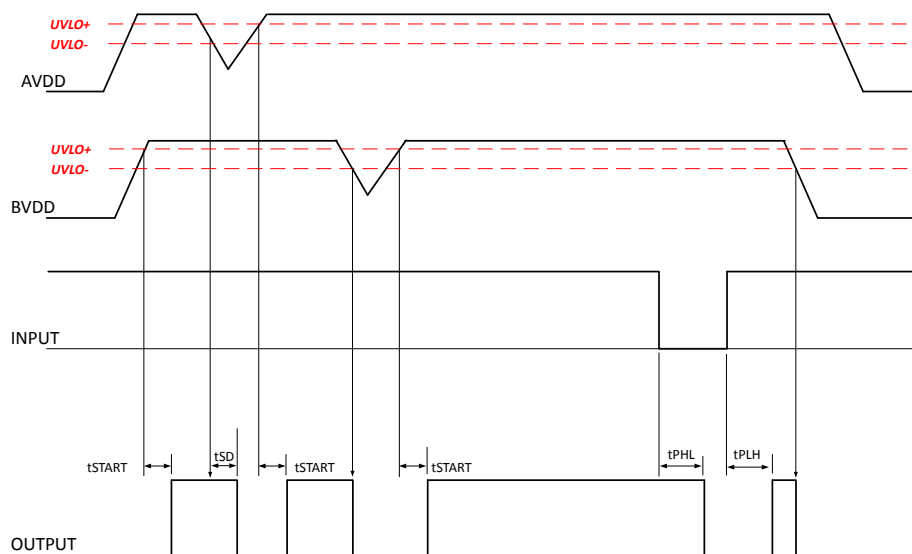 UVLO+
UVLO-
AVDD
UVLO+
UVLO-
BVDD
INPUT
tSTART
tSD
tSTART
tSTART
tPHL
tPLH
OUTPUT